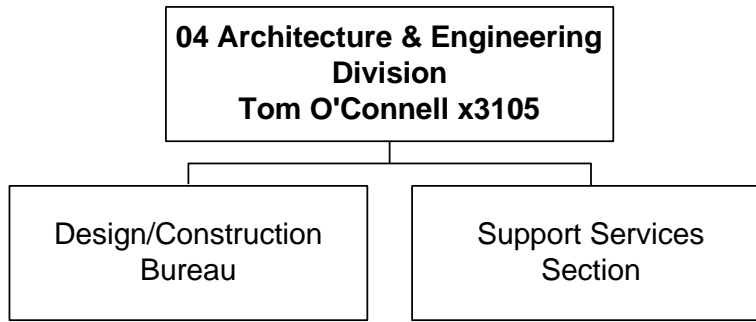 04 Architecture & Engineering
Division
Tom O'Connell x3105
Design/Construction
Bureau
Support Services
Section